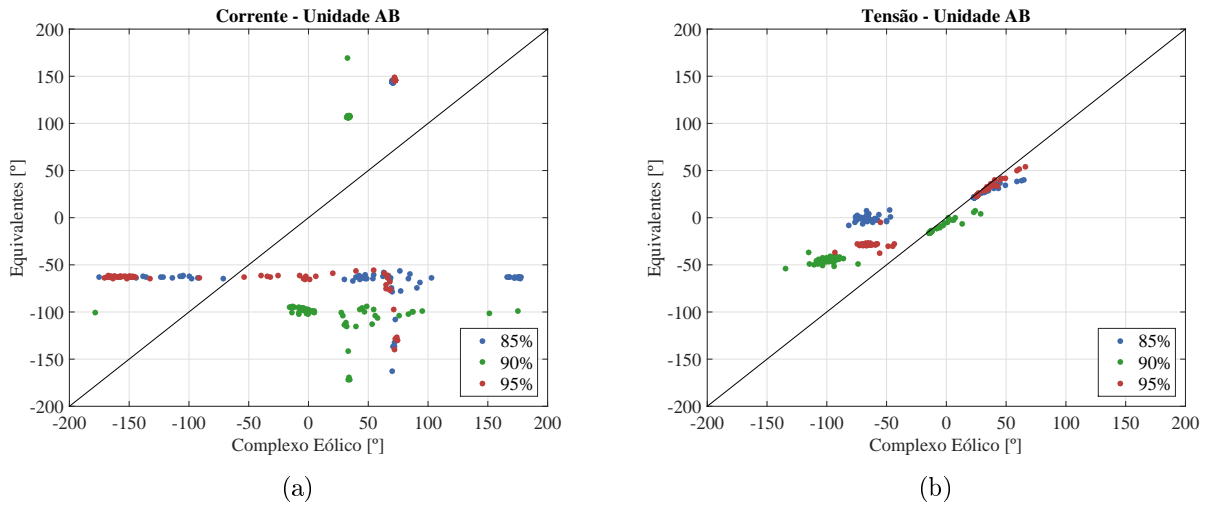 Corrente - Unidade AB
200
150
100
50
0
-50
-100
-150
-200
Equivalentes [º]
-200 -150 -100 -50 0 50 100 150 200
Complexo Eólico [º]
85%
90%
95%
(a)
Tensão - Unidade AB
200
150
100
50
0
-50
-100
-150
-200
Equivalentes [º]
-200 -150 -100 -50 0 50 100 150 200
Complexo Eólico [º]
85%
90%
95%
(b)